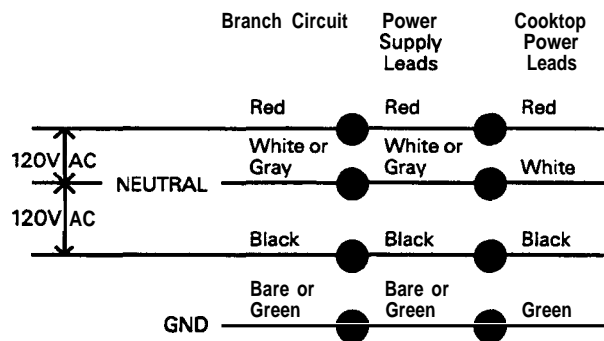 Branch Circuit Power Supply Leads Cooktop Power Leads
Red Red Red
120V AC
White or Gray White or Gray White
NEUTRAL
120V AC
Black Black Black
Bare or Green Bare or Green Green
GND